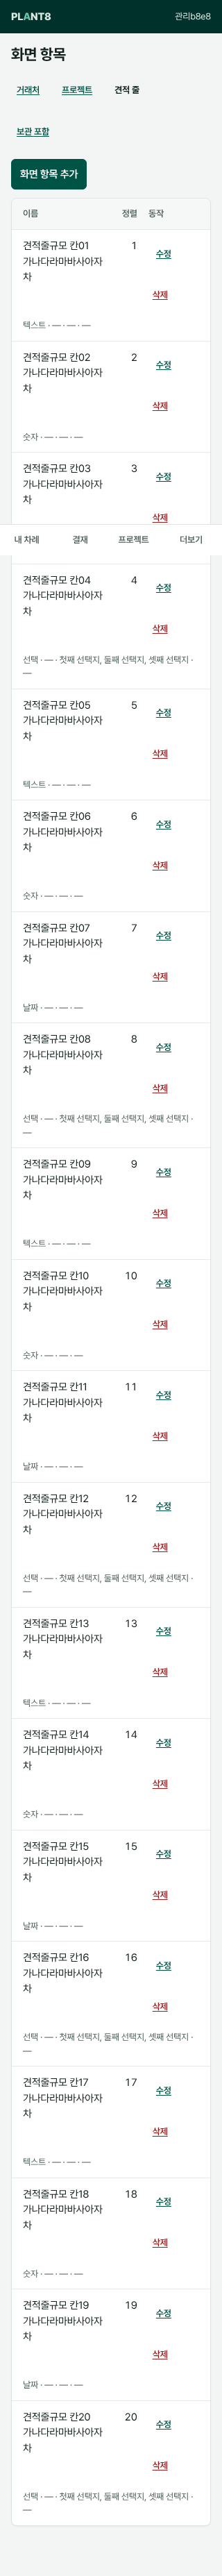 PLANT8
관리b8e8
화면 항목
거래처 프로젝트 견적 줄
보관 포함
화면 항목 추가
이름 정렬 동작
견적줄규모 칸01 1 수정
가나다라마바사아자
차
삭제
텍스트 · — · — · —
견적줄규모 칸02 2 수정
가나다라마바사아자
차
삭제
숫자 · — · — · —
견적줄규모 칸03 3 수정
가나다라마바사아자
차
삭제
내 차례 결재 프로젝트 더보기
견적줄규모 칸04 4 수정
가나다라마바사아자
차
삭제
선택 · — · 첫째 선택지, 둘째 선택지, 셋째 선택지 ·
—
견적줄규모 칸05 5 수정
가나다라마바사아자
차
삭제
텍스트 · — · — · —
견적줄규모 칸06 6 수정
가나다라마바사아자
차
삭제
숫자 · — · — · —
견적줄규모 칸07 7 수정
가나다라마바사아자
차
삭제
날짜 · — · — · —
견적줄규모 칸08 8 수정
가나다라마바사아자
차
삭제
선택 · — · 첫째 선택지, 둘째 선택지, 셋째 선택지 ·
—
견적줄규모 칸09 9 수정
가나다라마바사아자
차
삭제
텍스트 · — · — · —
견적줄규모 칸10 10 수정
가나다라마바사아자
차
삭제
숫자 · — · — · —
견적줄규모 칸11 11 수정
가나다라마바사아자
차
삭제
날짜 · — · — · —
견적줄규모 칸12 12 수정
가나다라마바사아자
차
삭제
선택 · — · 첫째 선택지, 둘째 선택지, 셋째 선택지 ·
—
견적줄규모 칸13 13 수정
가나다라마바사아자
차
삭제
텍스트 · — · — · —
견적줄규모 칸14 14 수정
가나다라마바사아자
차
삭제
숫자 · — · — · —
견적줄규모 칸15 15 수정
가나다라마바사아자
차
삭제
날짜 · — · — · —
견적줄규모 칸16 16 수정
가나다라마바사아자
차
삭제
선택 · — · 첫째 선택지, 둘째 선택지, 셋째 선택지 ·
—
견적줄규모 칸17 17 수정
가나다라마바사아자
차
삭제
텍스트 · — · — · —
견적줄규모 칸18 18 수정
가나다라마바사아자
차
삭제
숫자 · — · — · —
견적줄규모 칸19 19 수정
가나다라마바사아자
차
삭제
날짜 · — · — · —
견적줄규모 칸20 20 수정
가나다라마바사아자
차
삭제
선택 · — · 첫째 선택지, 둘째 선택지, 셋째 선택지 ·
—